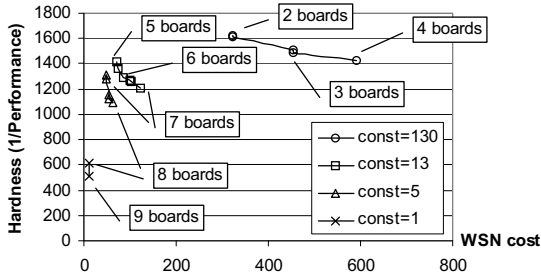 Hardness (1/Performance)
1800
1600
1400
1200
1000
800
600
400
200
0
5 boards
2 boards
4 boards
6 boards
3 boards
7 boards
8 boards
9 boards
const=130
const=13
const=5
const=1
0
200
400
600
800
WSN cost